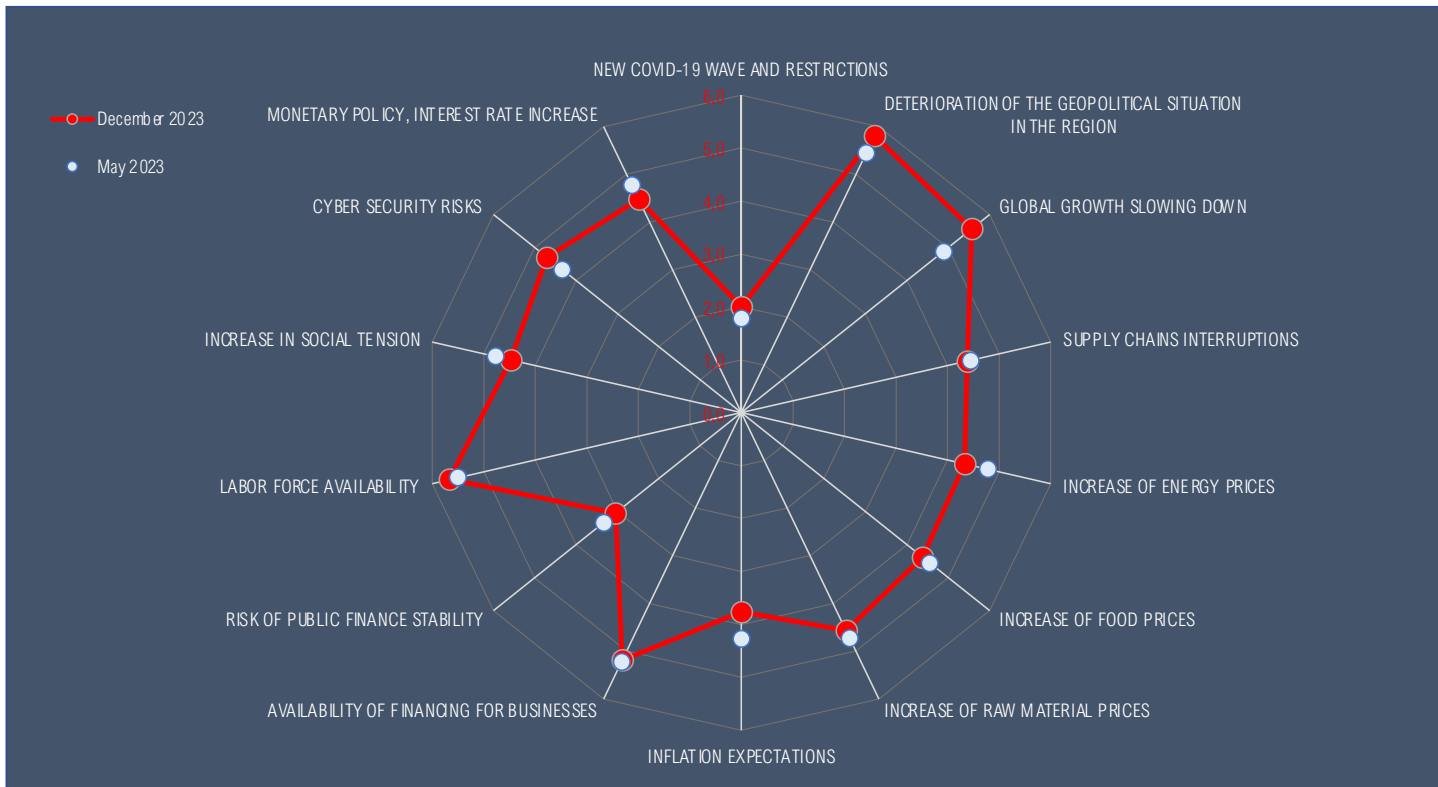 NEW COVID-19 WAVE AND RESTRICTIONS
DETERIORATION OF THE GEOPOLITICAL SITUATION
IN THE REGION
MONETARY POLICY, INTEREST RATE INCREASE
December 2023
May 2023
CYBER SECURITY RISKS
GLOBAL GROWTH SLOWING DOWN
INCREASE IN SOCIAL TENSION
SUPPLY CHAINS INTERRUPTIONS
LABOR FORCE AVAILABILITY
INCREASE OF ENERGY PRICES
RISK OF PUBLIC FINANCE STABILITY
INCREASE OF FOOD PRICES
AVAILABILITY OF FINANCING FOR BUSINESSES
INCREASE OF RAW MATERIAL PRICES
INFLATION EXPECTATIONS
6,0
5,0
4,0
3,0
2,0
1,0
0,0